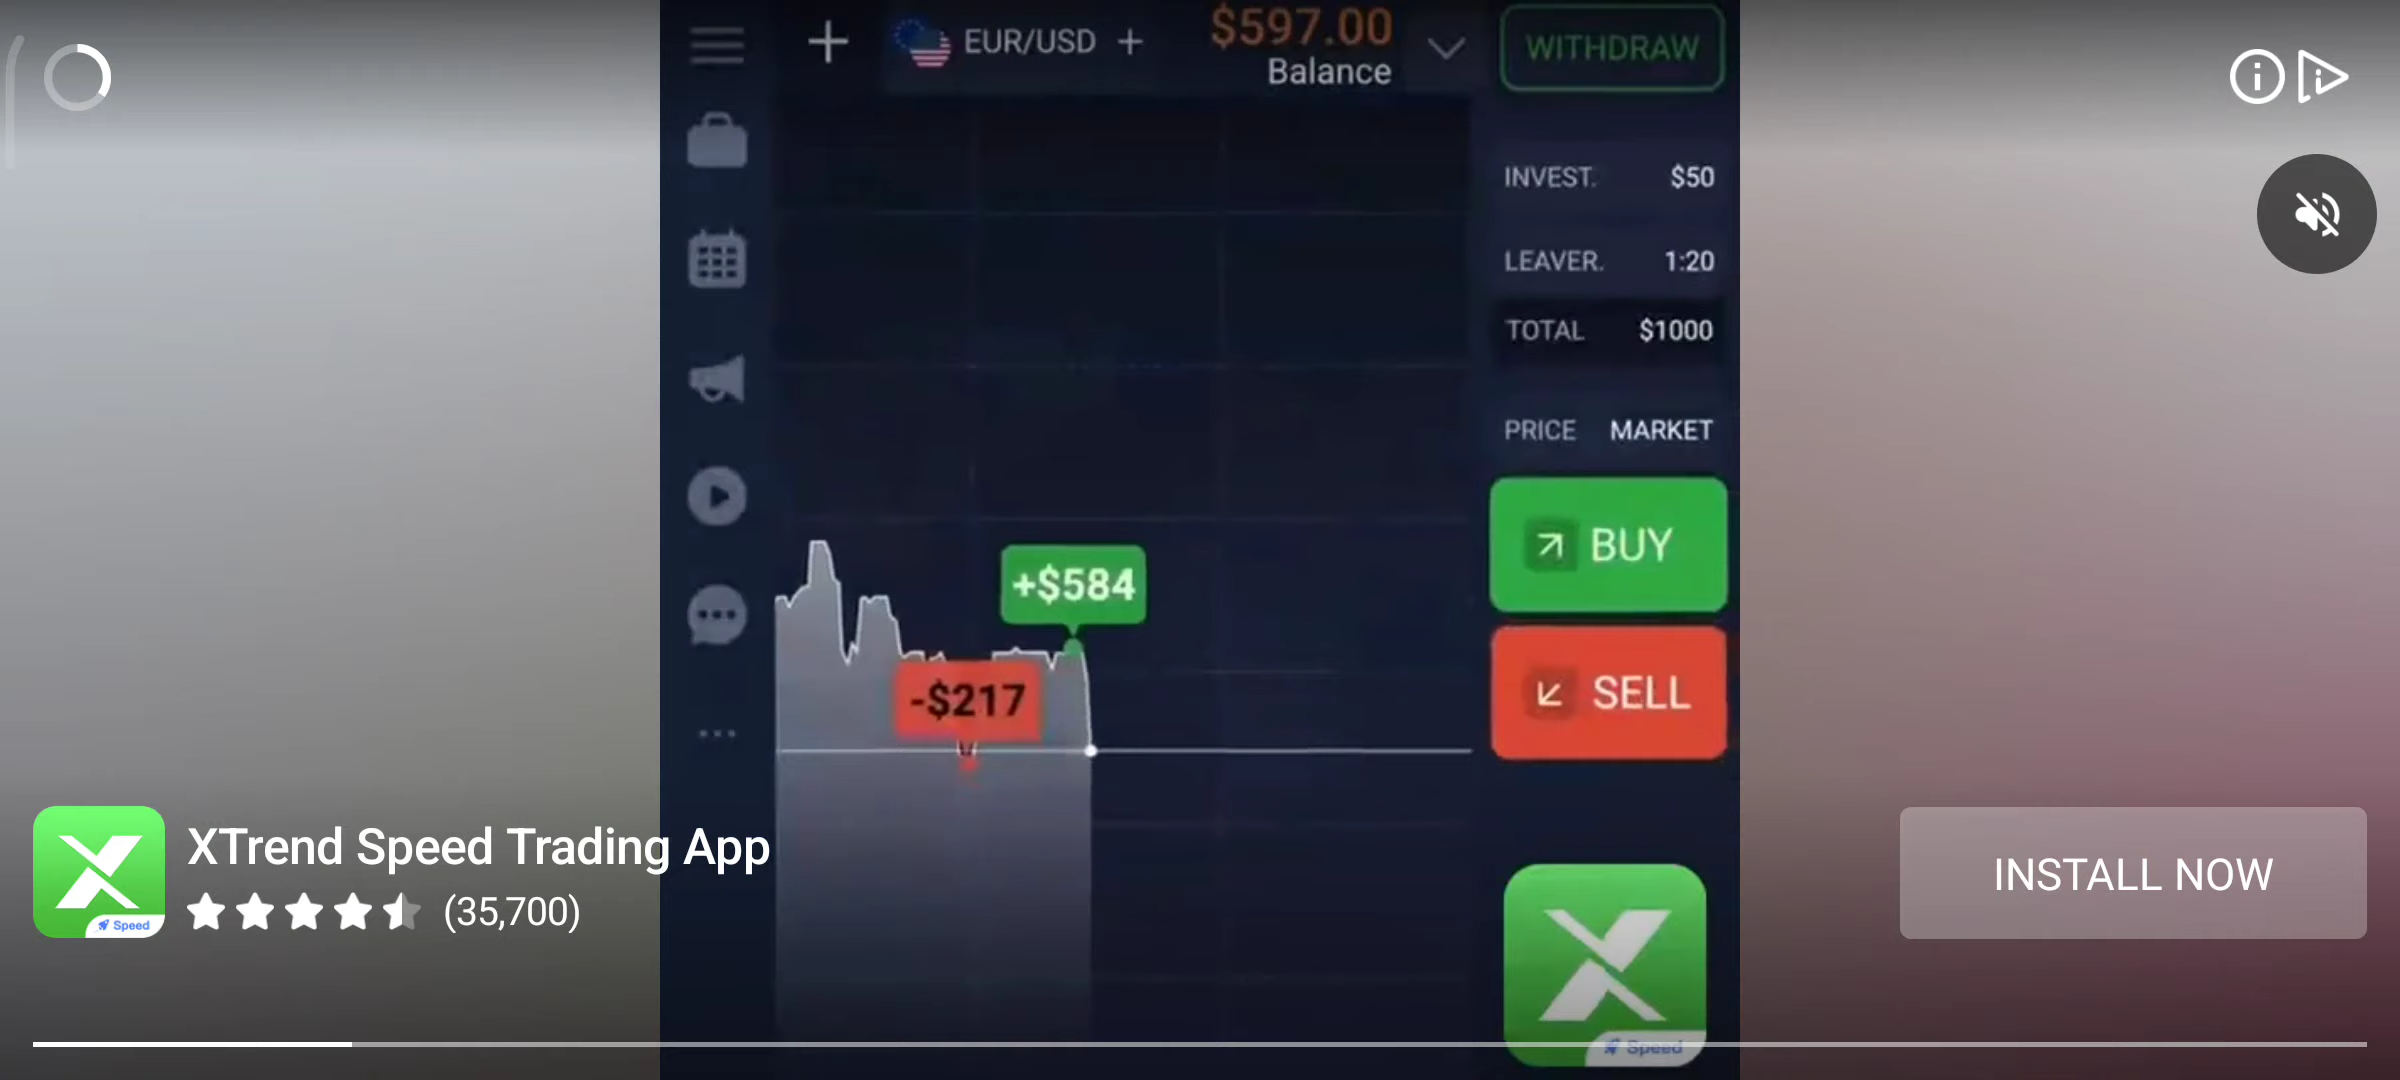 EUR/USD
$597.00
Balance
WITHDRAW
INVEST. $50
LEAVER. 1:20
TOTAL $1000
PRICE MARKET
BUY
SELL
+$584
-$217
XTrend Speed Trading App
(35,700)
Speed
INSTALL NOW
Speed